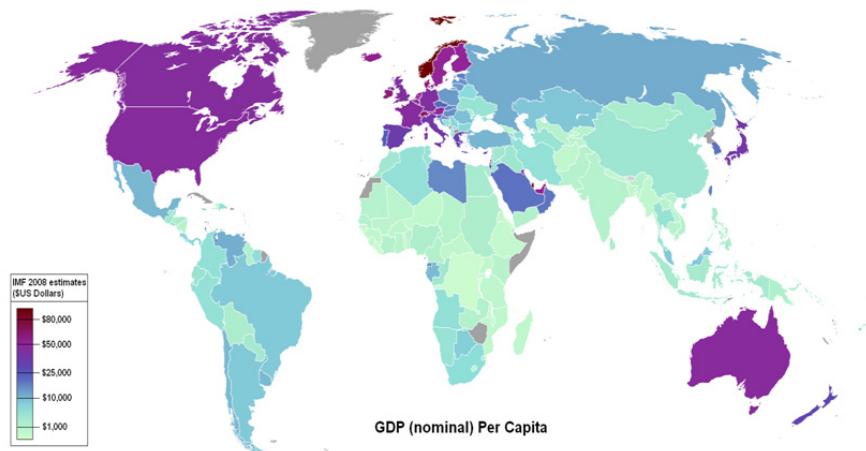 IMF 2008 estimates
($US Dollars)
$80,000
$50,000
$25,000
$10,000
$1,000
GDP (nominal) Per Capita